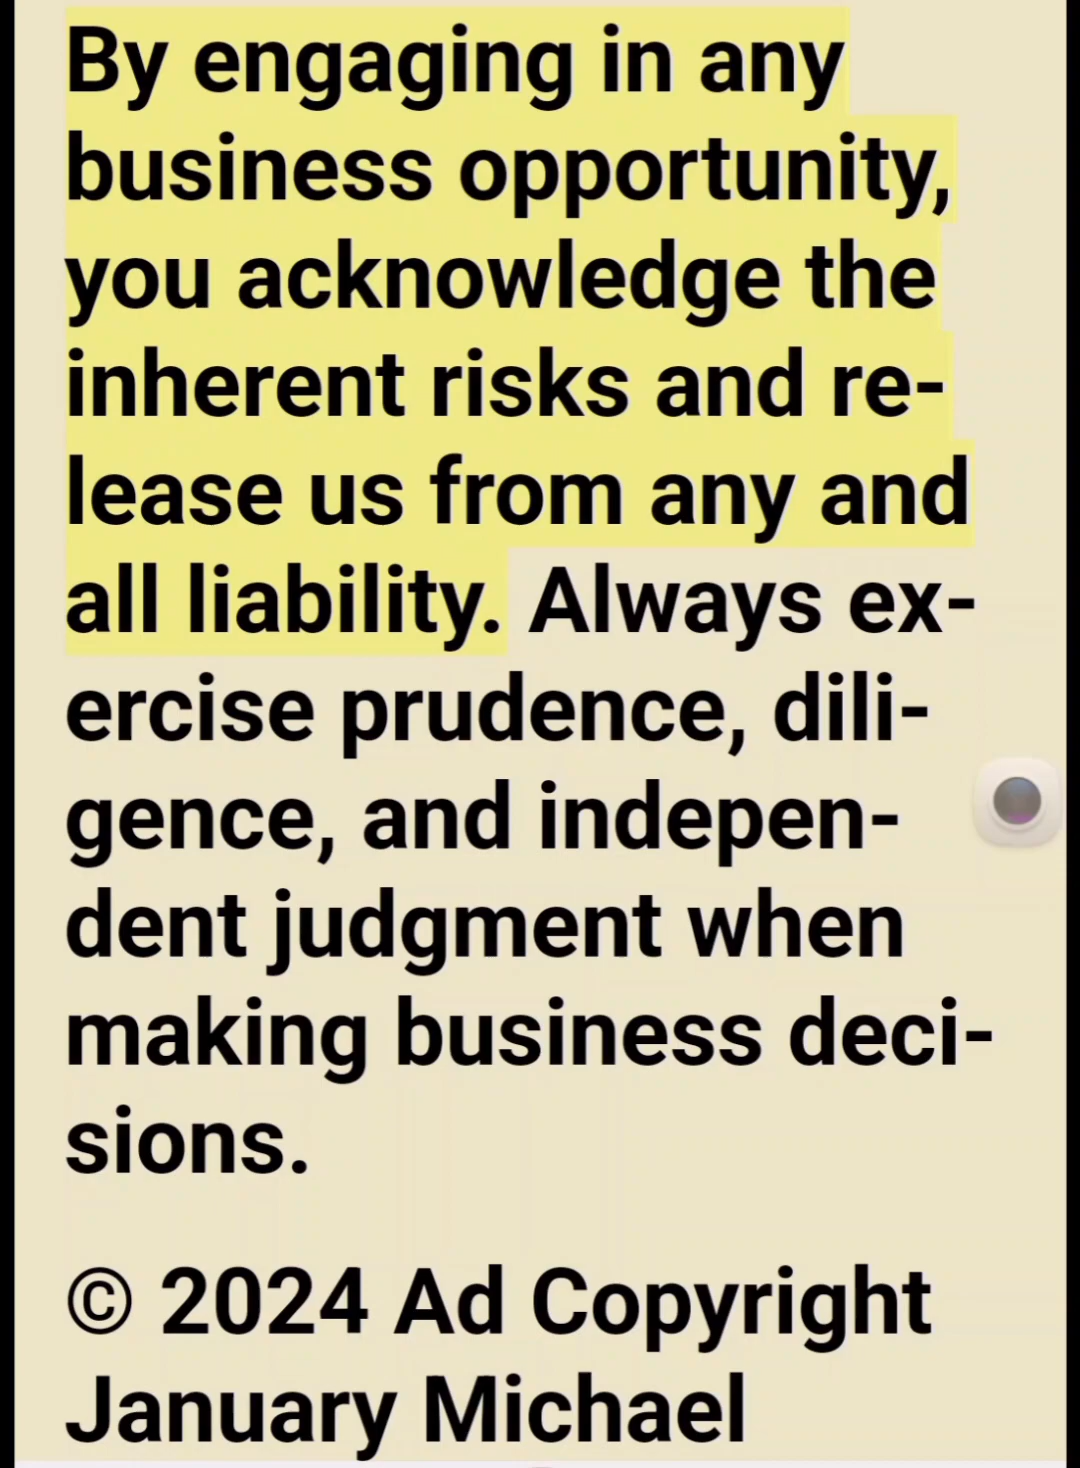 By engaging in any
business opportunity,
you acknowledge the
inherent risks and re-
lease us from any and
all liability. Always ex-
ercise prudence, dili-
gence, and indepen-
dent judgment when
making business deci-
sions.
© 2024 Ad Copyright
January Michael